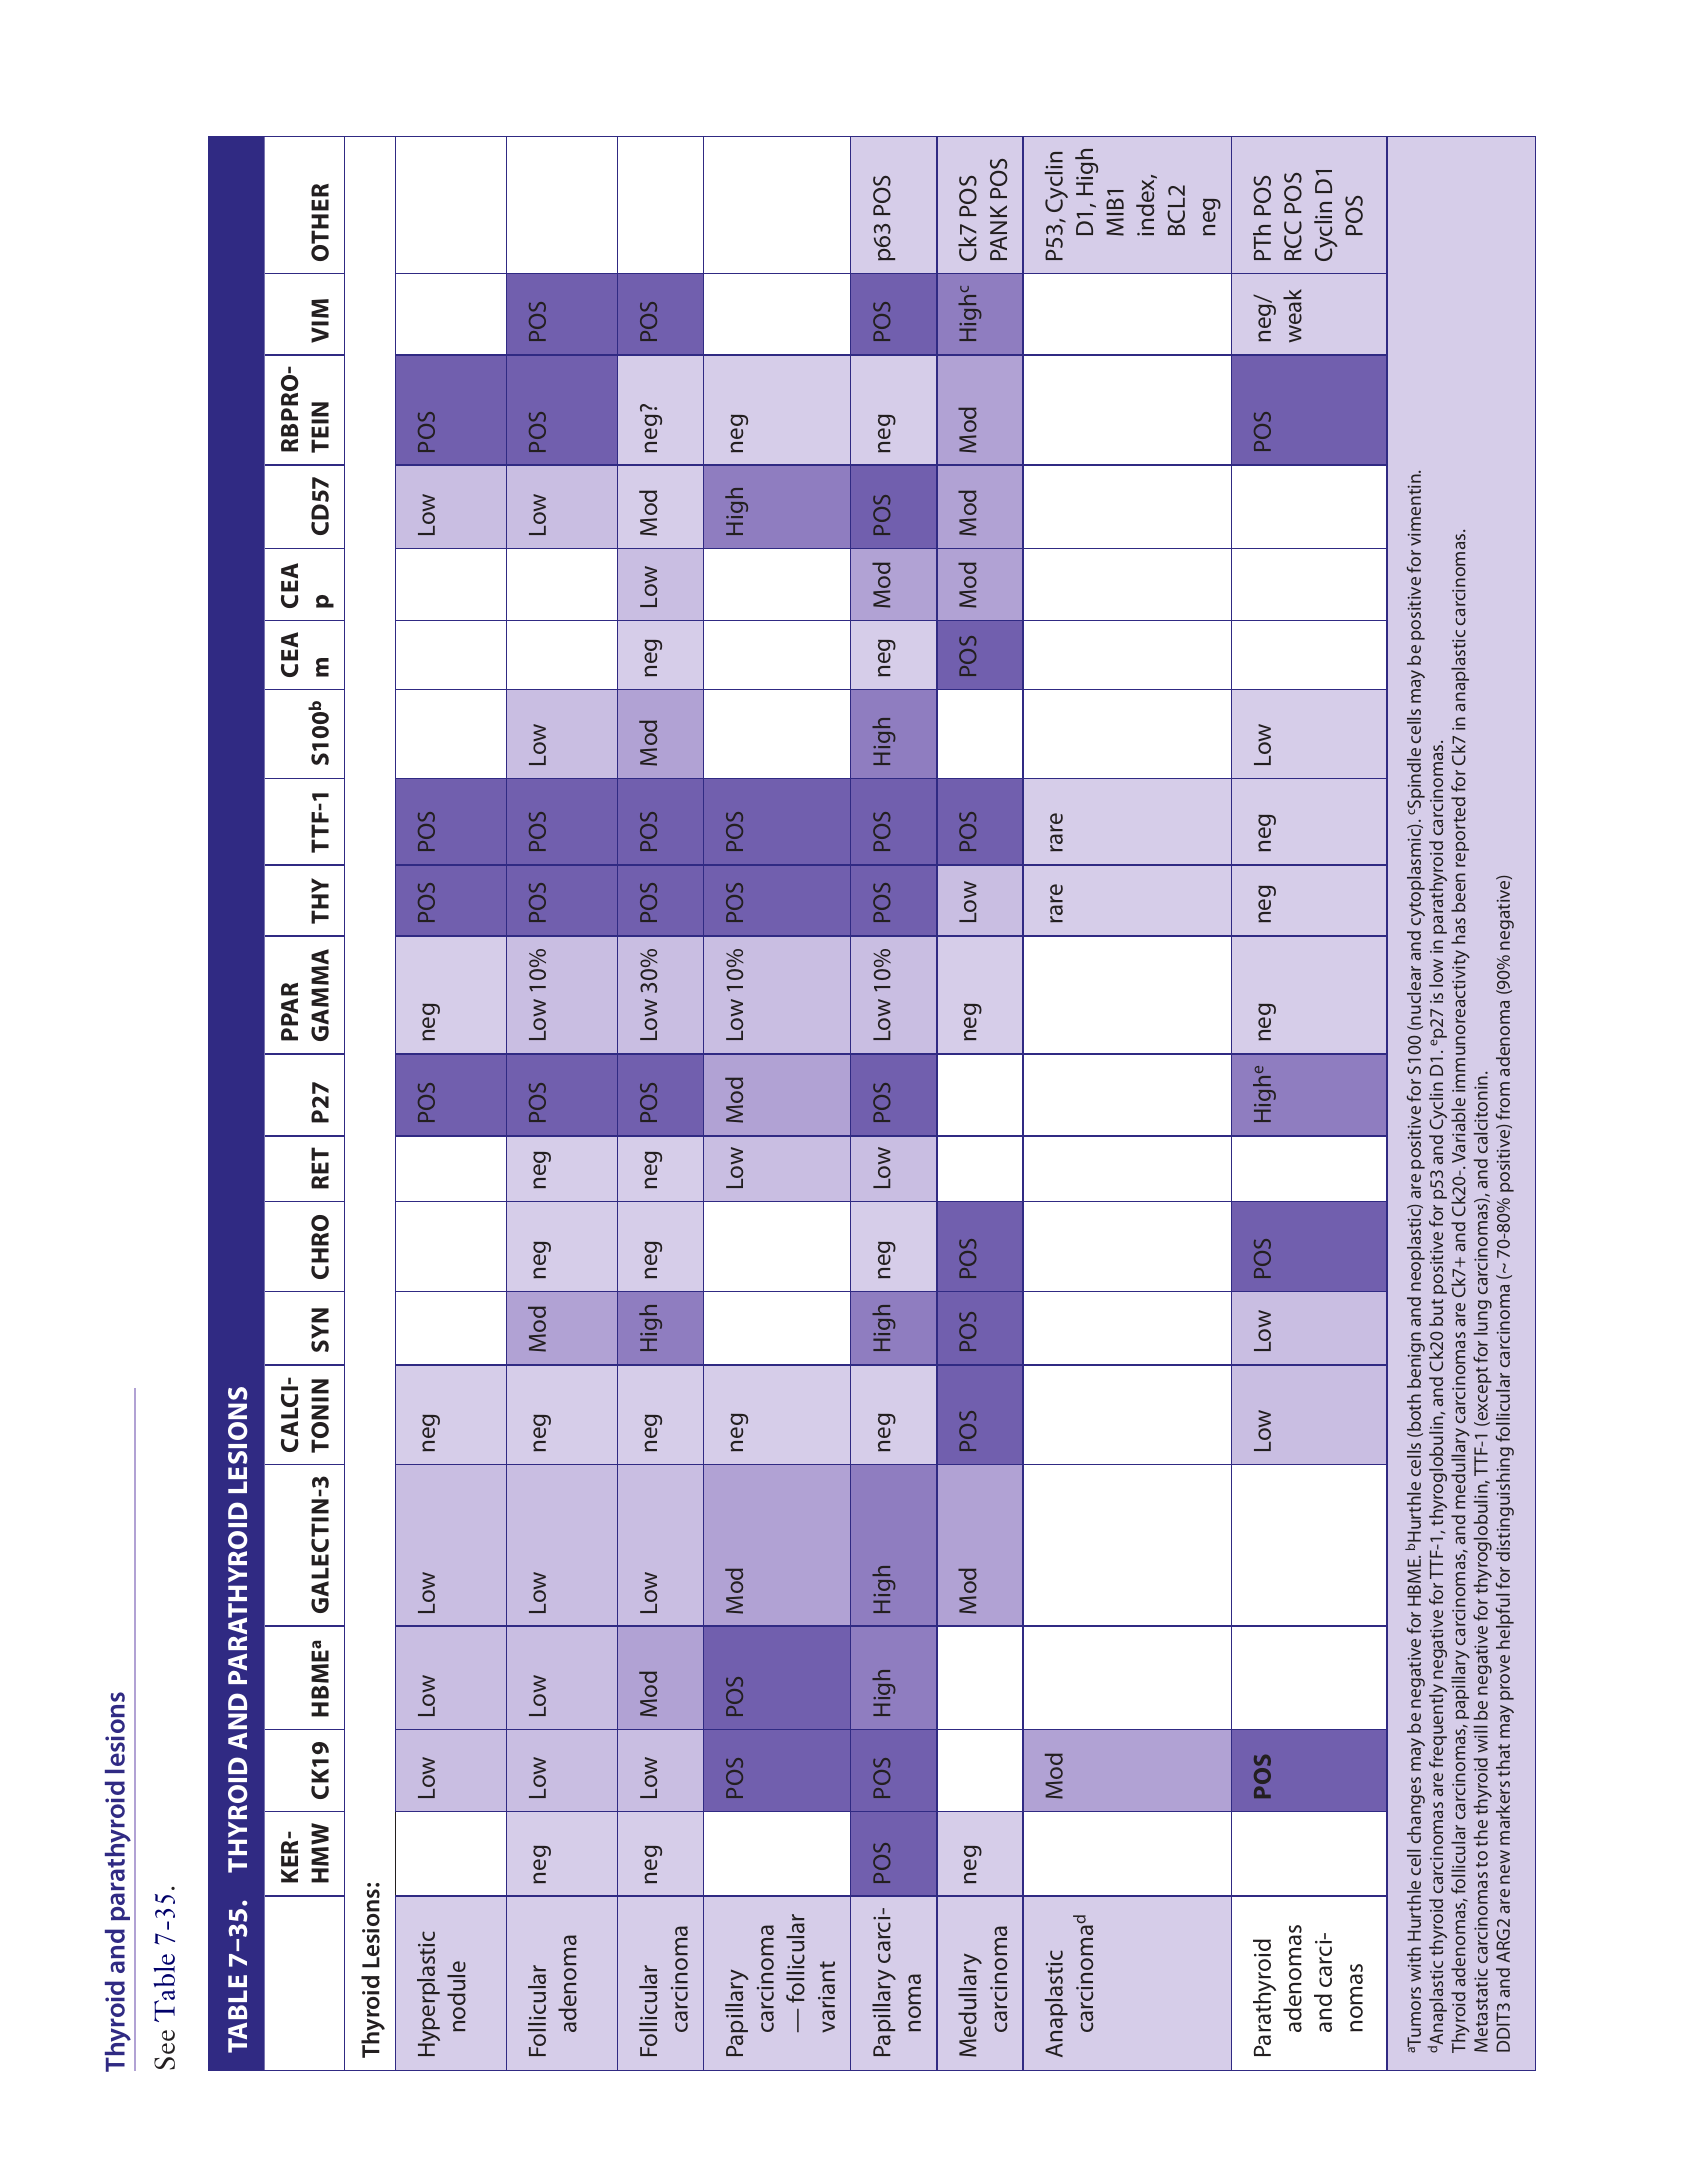 Thyroid and parathyroid lesions
See Table 7-35.
TABLE 7–35. THYROID AND PARATHYROID LESIONS
KER-HMW CK19 HBMEᵃ GALECTIN-3 CALCI-TONIN SYN CHRO RET P27 PPAR GAMMA THY TTF-1 S100ᵇ CEA m CEA p CD57 RBPRO-TEIN VIM OTHER
Thyroid Lesions:
Hyperplastic nodule Low Low Low neg POS neg POS POS Low POS
Follicular adenoma neg Low Low Low neg Mod neg neg POS Low 10% POS POS Low Low POS POS
Follicular carcinoma neg Low Mod Low neg High neg neg POS Low 30% POS POS Mod neg Low Mod neg? POS
Papillary carcinoma — follicular variant POS POS Mod neg Low Mod Low 10% POS POS High neg
Papillary carci-noma POS POS High High neg High neg Low POS Low 10% POS POS High neg Mod POS neg POS p63 POS
Medullary carcinoma neg Mod POS POS POS neg Low POS POS Mod Mod Mod Highᶜ Ck7 POS PANK POS
Anaplastic carcinomaᵈ Mod rare rare P53, Cyclin D1, High MIB1 index, BCL2 neg
Parathyroid adenomas and carci-nomas POS Low Low POS Highᵉ neg neg neg Low POS neg/weak PTh POS RCC POS Cyclin D1 POS
ᵃTumors with Hurthle cell changes may be negative for HBME. ᵇHurthle cells (both benign and neoplastic) are positive for S100 (nuclear and cytoplasmic). ᶜSpindle cells may be positive for vimentin.
ᵈAnaplastic thyroid carcinomas are frequently negative for TTF-1, thyroglobulin, and Ck20 but positive for p53 and Cyclin D1. ᵉp27 is low in parathyroid carcinomas.
Thyroid adenomas, follicular carcinomas, papillary carcinomas, and medullary carcinomas are Ck7+ and Ck20-. Variable immunoreactivity has been reported for Ck7 in anaplastic carcinomas.
Metastatic carcinomas to the thyroid will be negative for thyroglobulin, TTF-1 (except for lung carcinomas), and calcitonin.
DDIT3 and ARG2 are new markers that may prove helpful for distinguishing follicular carcinoma (~ 70-80% positive) from adenoma (90% negative)